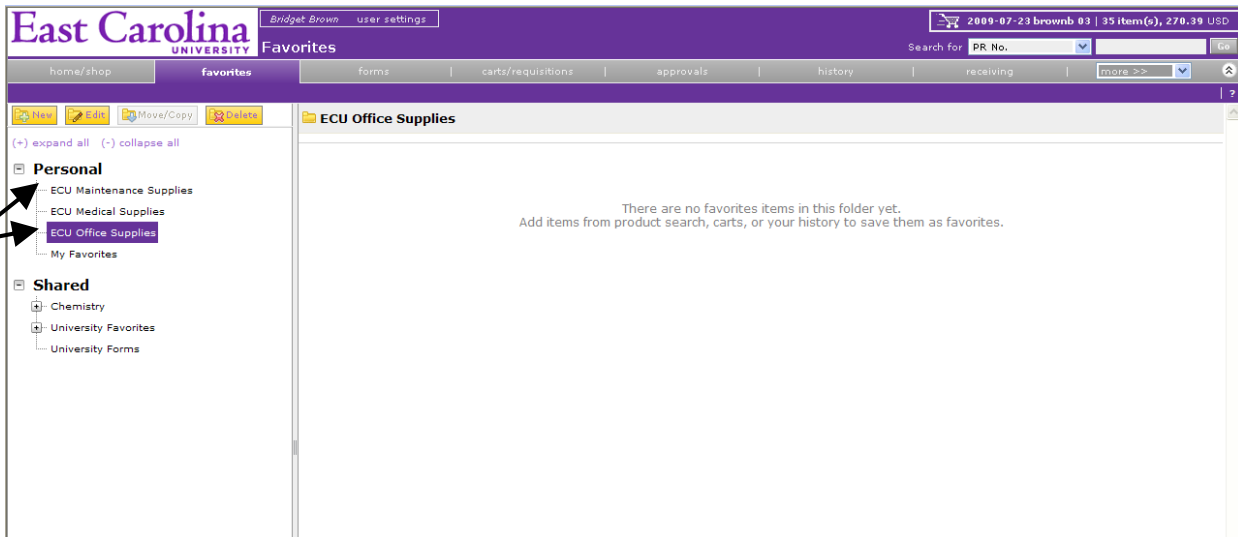 East Carolina
UNIVERSITY
Bridget Brown user settings
2009-07-23 brownb 03 | 35 item(s), 270.39 USD
Favorites
Search for PR No. Go
home/shop favorites forms | carts/requisitions | approvals | history | receiving | more >>
| ?
New Edit Move/Copy Delete
ECU Office Supplies
(+) expand all (-) collapse all
Personal
ECU Maintenance Supplies
ECU Medical Supplies
ECU Office Supplies
My Favorites
There are no favorites items in this folder yet.
Add items from product search, carts, or your history to save them as favorites.
Shared
Chemistry
University Favorites
University Forms